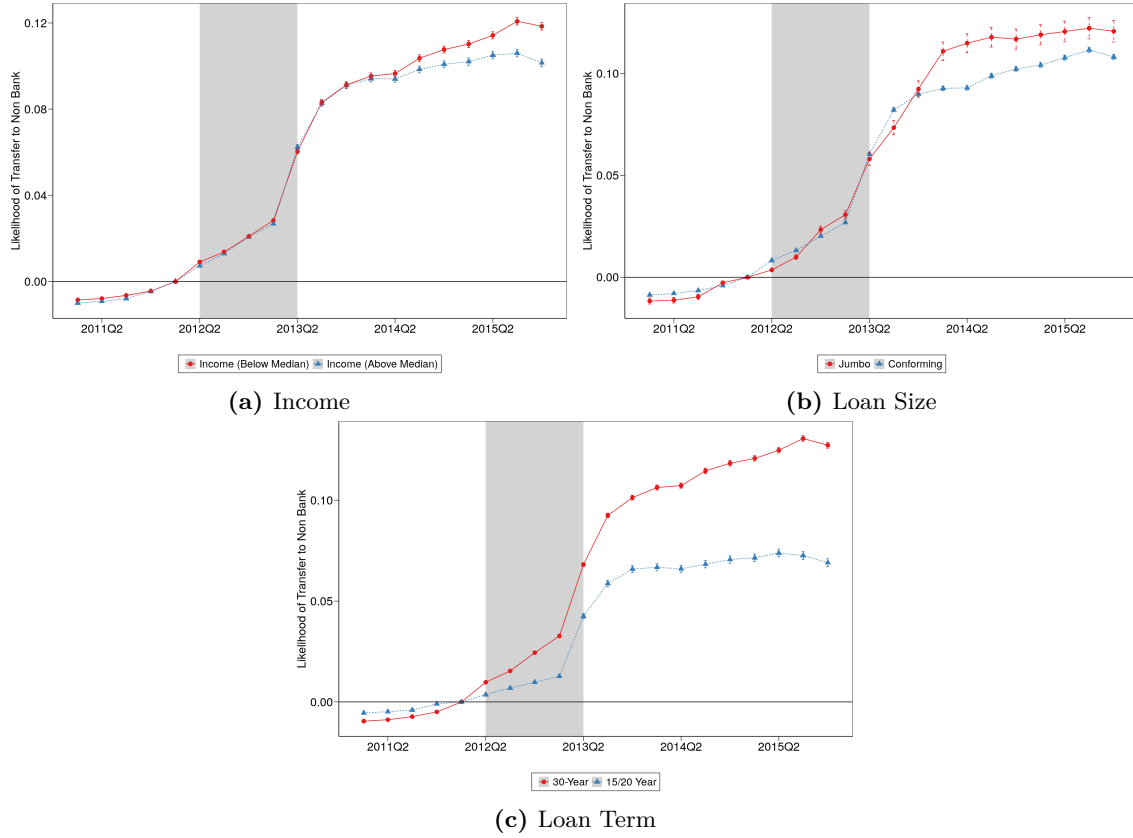 Likelihood of Transfer to Non Bank
0.12
0.08
0.04
0.00
2011Q2 2012Q2 2013Q2 2014Q2 2015Q2
Income (Below Median) Income (Above Median)
(a) Income
Likelihood of Transfer to Non Bank
0.10
0.05
0.00
2011Q2 2012Q2 2013Q2 2014Q2 2015Q2
Jumbo Conforming
(b) Loan Size
Likelihood of Transfer to Non Bank
0.10
0.05
0.00
2011Q2 2012Q2 2013Q2 2014Q2 2015Q2
30-Year 15/20 Year
(c) Loan Term